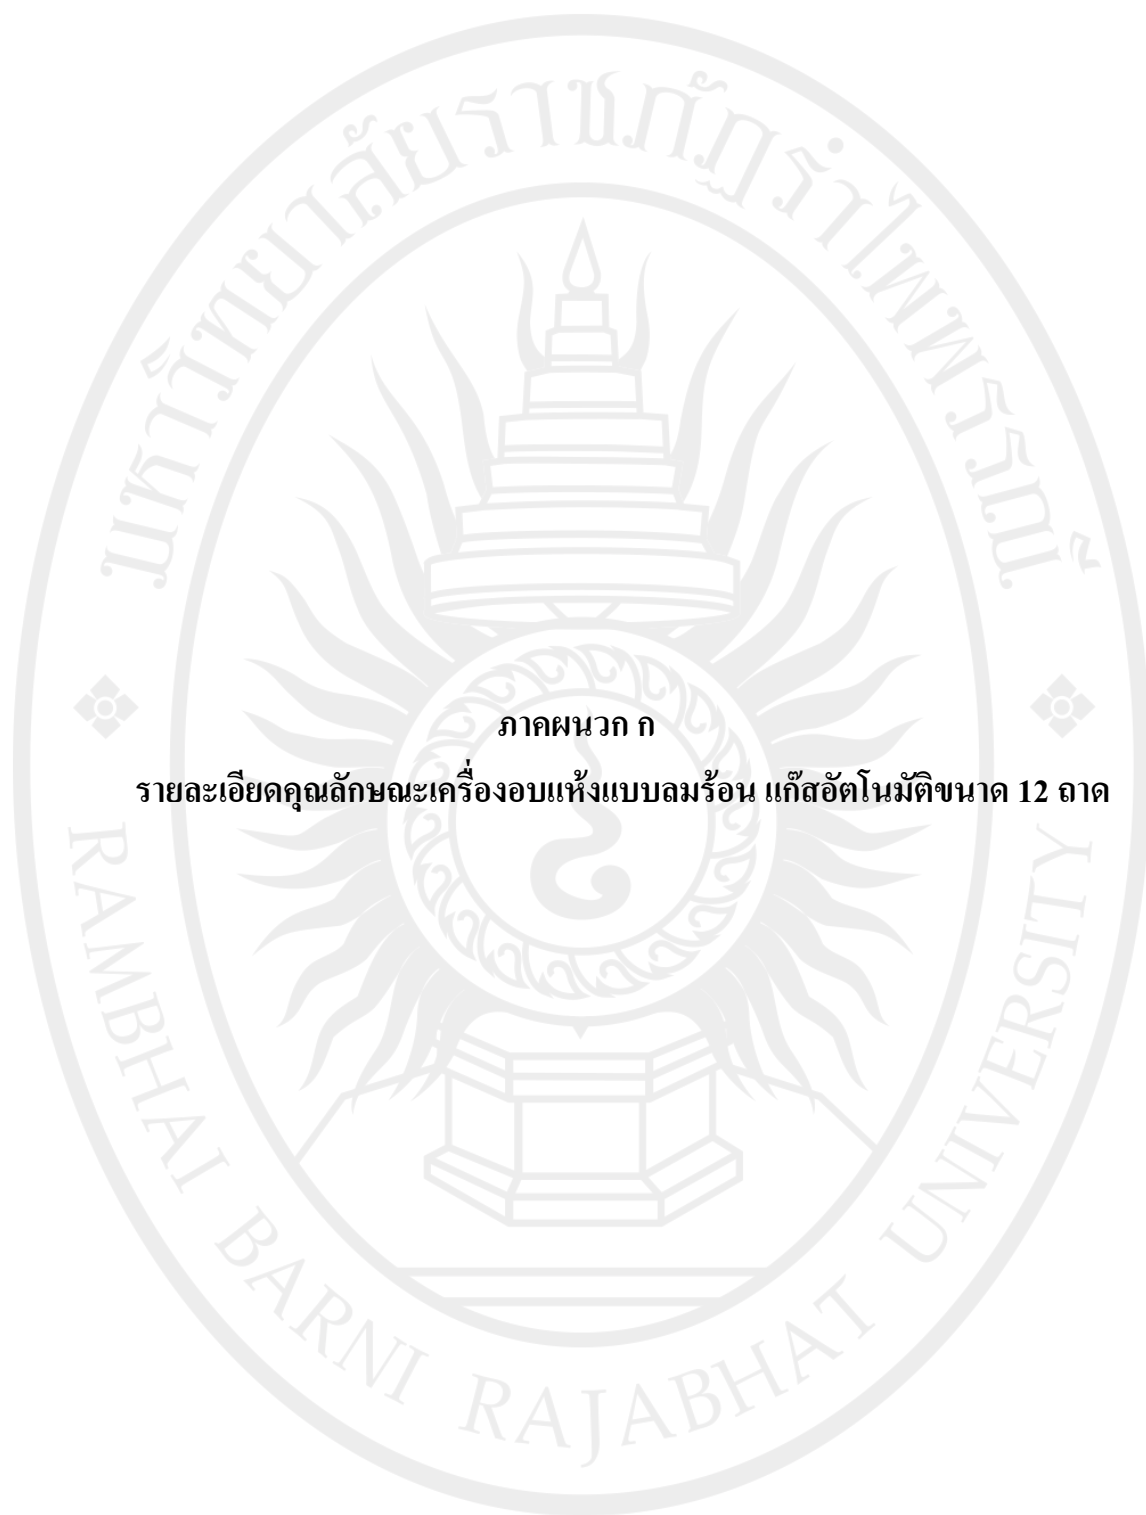 มหาวิทยาลัยราชภัฏรำไพพรรณี
ภาคผนวก ก
รายละเอียดคุณลักษณะเครื่องอบแห้งแบบลมร้อน แก๊สอัตโนมัติขนาด 12 ถาด
RAMBHAI BARNI RAJABHAT UNIVERSITY